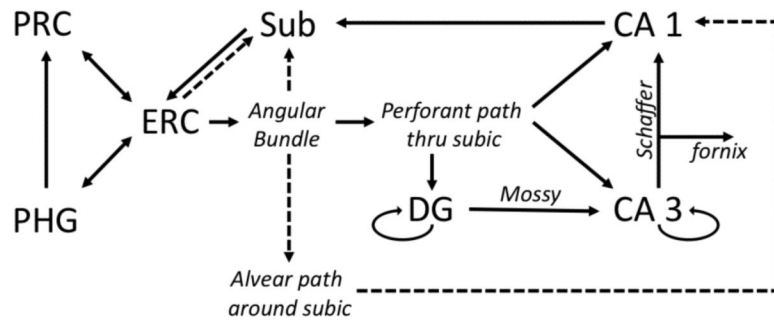 PRC
Sub
CA 1
ERC
Angular
Bundle
Perforant path
thru subic
Schaffer
fornix
PHG
DG
Mossy
CA 3
Alvear path
around subic